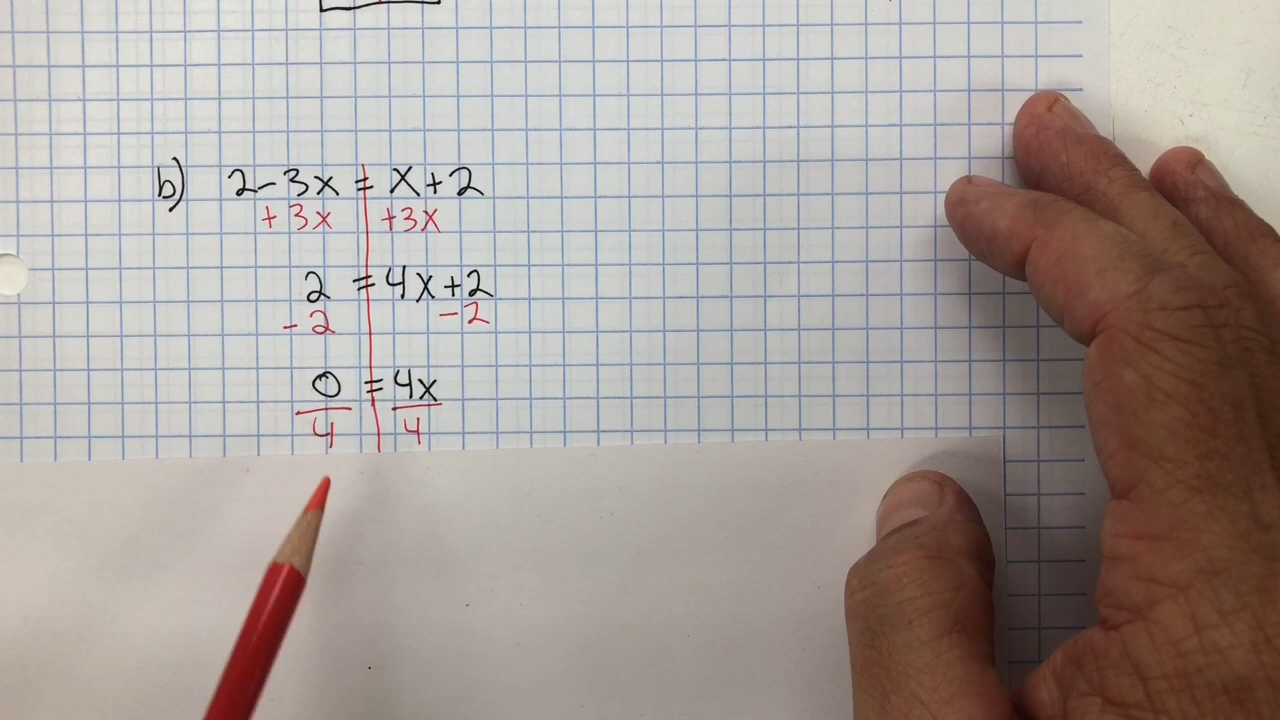 b) 2-3x = x+2
+3x +3x
2 = 4x+2
-2 -2
0 = 4x
4 4